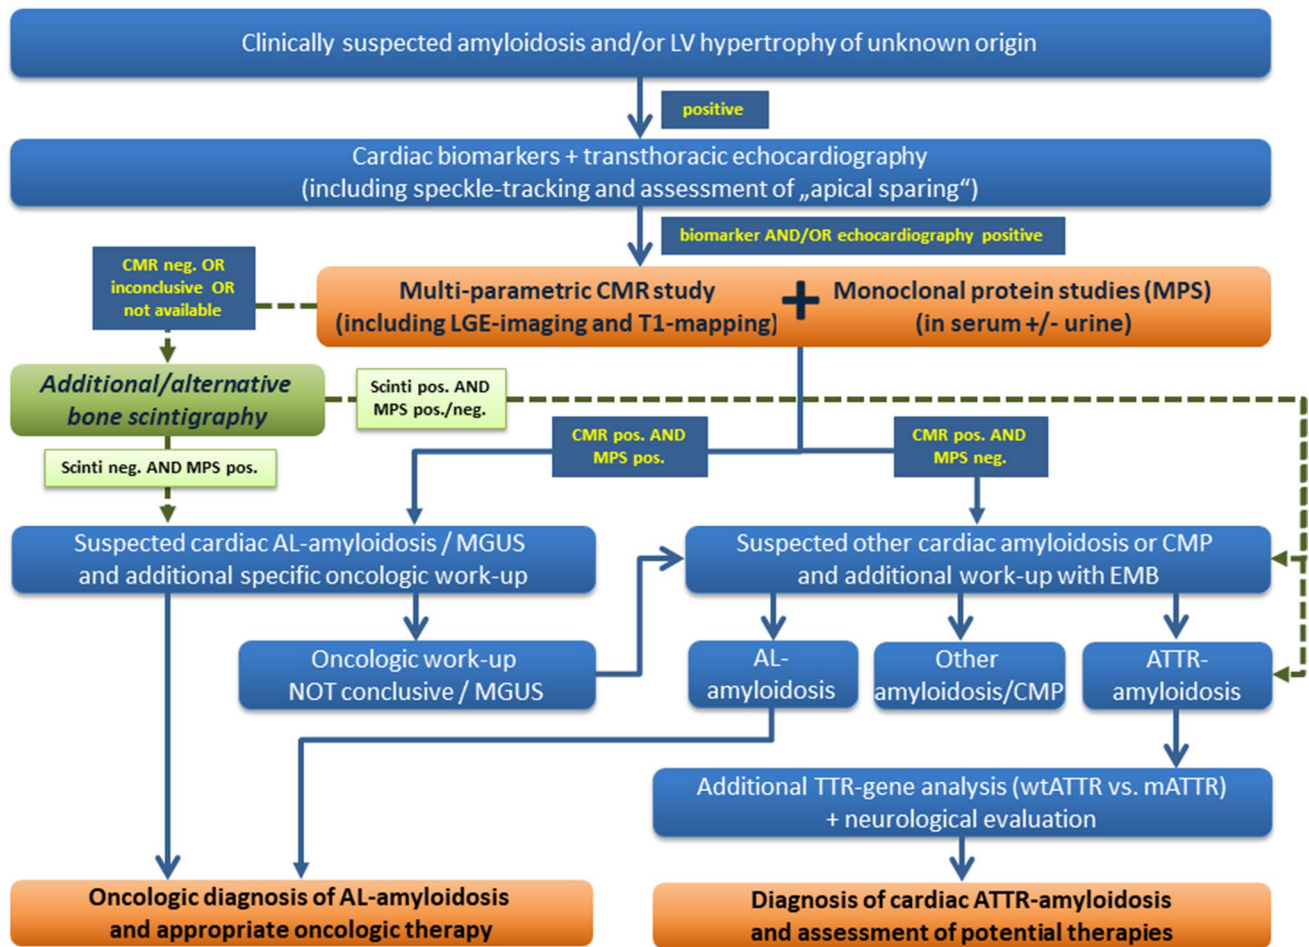 Clinically suspected amyloidosis and/or LV hypertrophy of unknown origin
positive
Cardiac biomarkers + transthoracic echocardiography
(including speckle-tracking and assessment of „apical sparing“)
biomarker AND/OR echocardiography positive
CMR neg. OR
inconclusive OR
not available
Multi-parametric CMR study
(including LGE-imaging and T1-mapping)
+
Monoclonal protein studies (MPS)
(in serum +/- urine)
Additional/alternative
bone scintigraphy
Scinti pos. AND
MPS pos./neg.
CMR pos. AND
MPS pos.
CMR pos. AND
MPS neg.
Scinti neg. AND MPS pos.
Suspected cardiac AL-amyloidosis / MGUS
and additional specific oncologic work-up
Suspected other cardiac amyloidosis or CMP
and additional work-up with EMB
Oncologic work-up
NOT conclusive / MGUS
AL-
amyloidosis
Other
amyloidosis/CMP
ATTR-
amyloidosis
Additional TTR-gene analysis (wtATTR vs. mATTR)
+ neurological evaluation
Oncologic diagnosis of AL-amyloidosis
and appropriate oncologic therapy
Diagnosis of cardiac ATTR-amyloidosis
and assessment of potential therapies